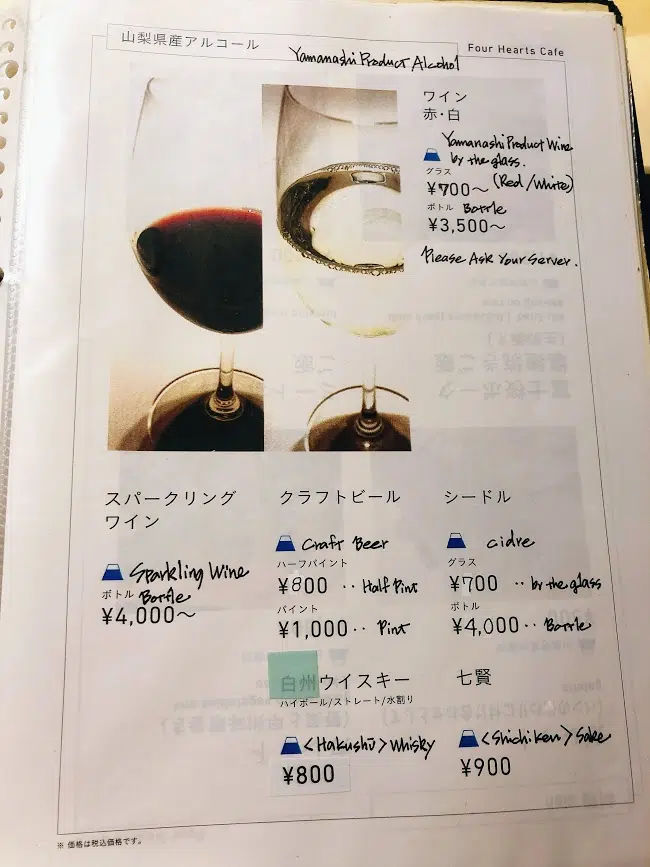 山梨県産アルコール
Yamanashi Product Alcohol
Four Hearts Cafe
ワイン
赤・白
Yamanashi Product Wine
by the glass.
(Red/White)
グラス
¥700～
ボトル Bottle
¥3,500～
Please Ask Your Server.
スパークリング
ワイン
Sparkling Wine
ボトル Bottle
¥4,000～
クラフトビール
Craft Beer
ハーフパイント
¥800 ・・ Half Pint
パイント
¥1,000 ・・ Pint
シードル
cidre
グラス
¥700 ・・ by the glass
ボトル
¥4,000 ・・ Bottle
白州ウイスキー
ハイボール/ストレート/水割り
<Hakushū> Whisky
¥800
七賢
<Shichiken> Sake
¥900
※ 価格は税込価格です。